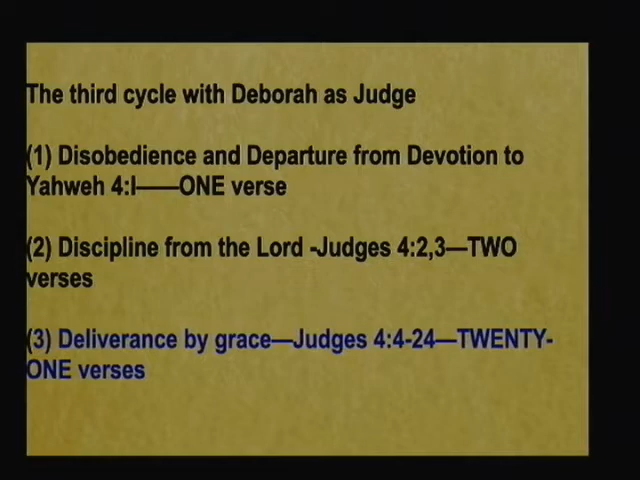 The third cycle with Deborah as Judge
(1) Disobedience and Departure from Devotion to
Yahweh 4:I——ONE verse
(2) Discipline from the Lord -Judges 4:2,3—TWO
verses
(3) Deliverance by grace—Judges 4:4-24—TWENTY-
ONE verses